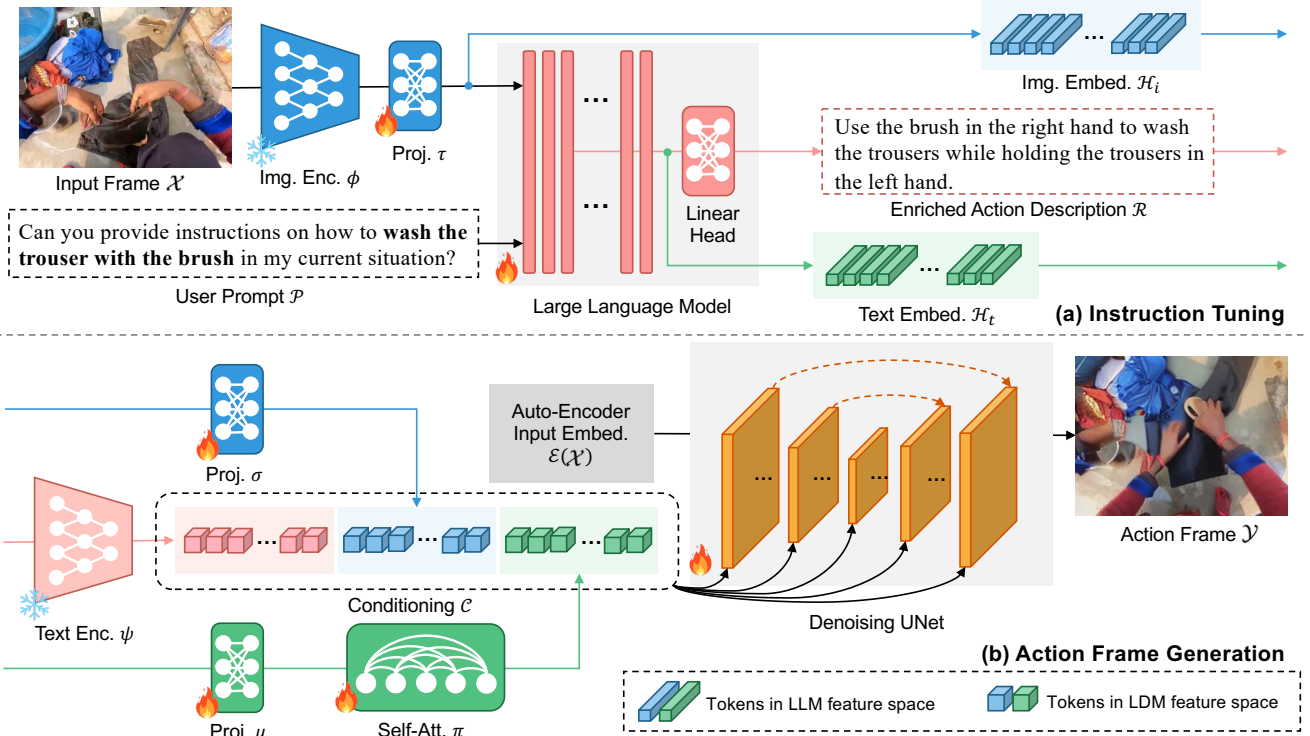 Input Frame 𝒳
Img. Enc. ϕ
Proj. τ
Can you provide instructions on how to wash the
trouser with the brush in my current situation?
User Prompt 𝒫
...
...
Linear
Head
Large Language Model
...
Img. Embed. ℋᵢ
Use the brush in the right hand to wash
the trousers while holding the trousers in
the left hand.
Enriched Action Description ℛ
...
Text Embed. ℋₜ
(a) Instruction Tuning
Proj. σ
Text Enc. ψ
...
...
...
Conditioning 𝒞
Proj. μ
Self-Att. π
Auto-Encoder
Input Embed.
ℰ(𝒳)
...
...
...
...
...
Denoising UNet
Action Frame 𝒴
(b) Action Frame Generation
Tokens in LLM feature space
Tokens in LDM feature space